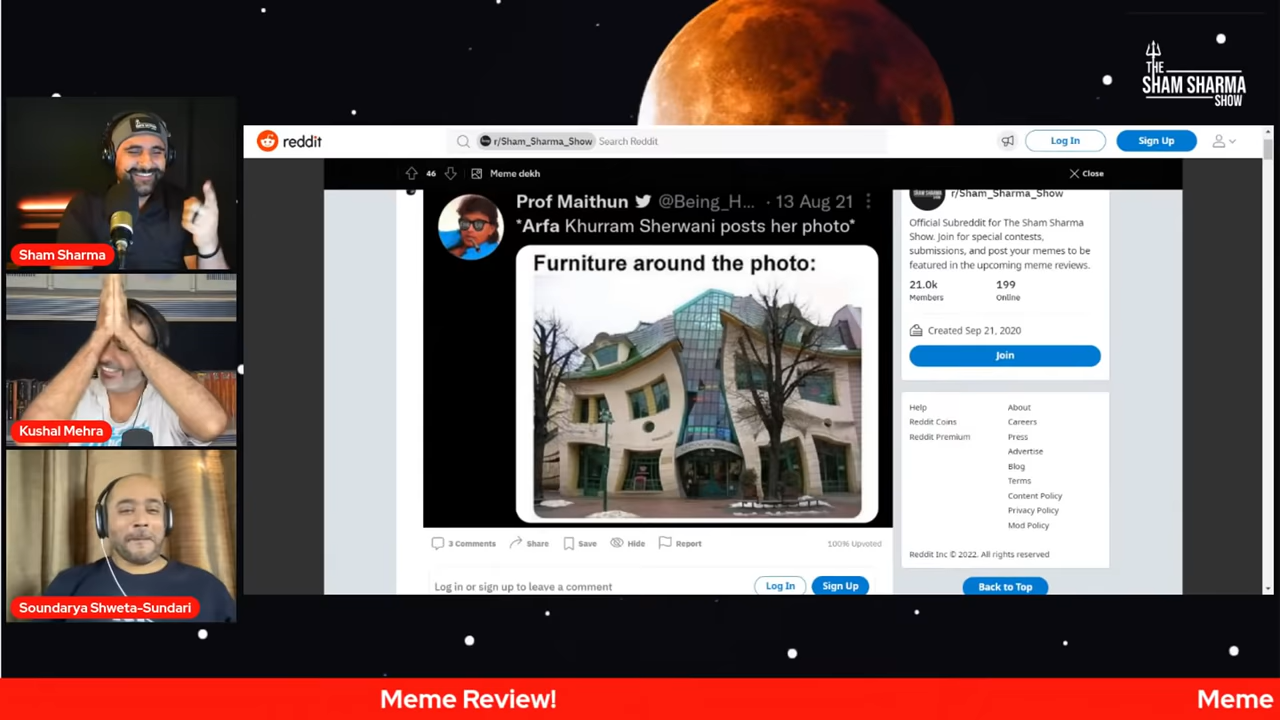 THE
SHAM SHARMA
SHOW
reddit
r/Sham_Sharma_Show Search Reddit
Log In
Sign Up
46
Meme dekh
Close
Prof Maithun @Being_H... · 13 Aug 21
*Arfa Khurram Sherwani posts her photo*
Furniture around the photo:
r/Sham_Sharma_Show
Official Subreddit for The Sham Sharma
Show. Join for special contests,
submissions, and post your memes to be
featured in the upcoming meme reviews.
21.0k
199
Members
Online
Created Sep 21, 2020
Join
Help
About
Reddit Coins
Careers
Reddit Premium
Press
Advertise
Blog
Terms
Content Policy
Privacy Policy
Mod Policy
Reddit Inc © 2022. All rights reserved
Back to Top
3 Comments
Share
Save
Hide
Report
100% Upvoted
Log in or sign up to leave a comment
Log In
Sign Up
Sham Sharma
Kushal Mehra
Soundarya Shweta-Sundari
Meme Review!
Meme